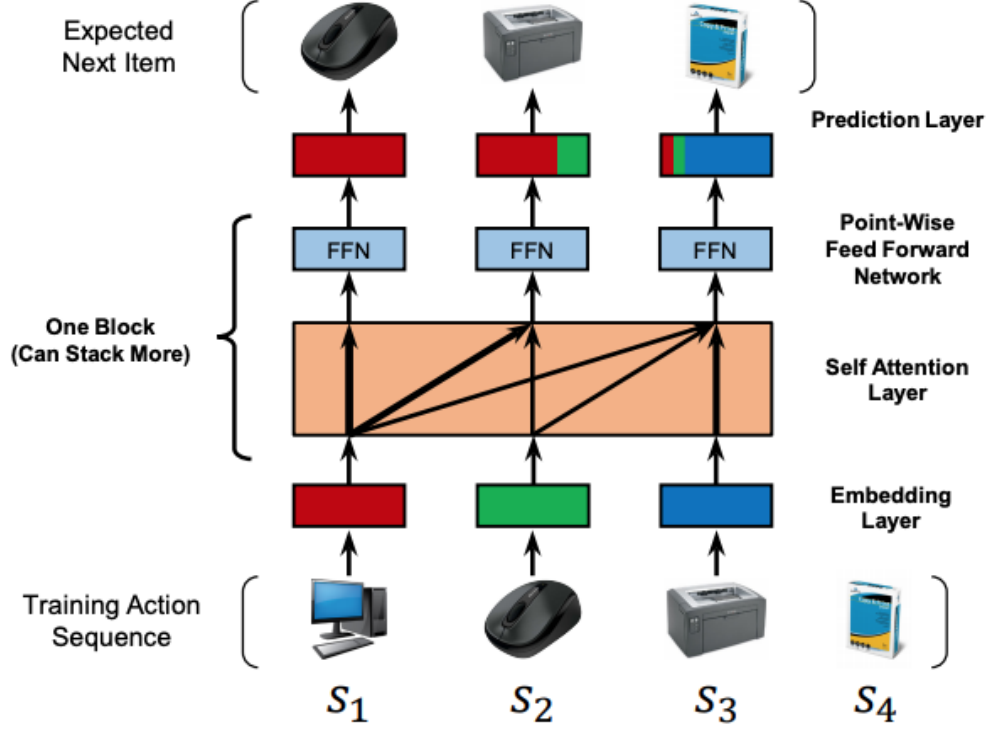 Expected
Next Item
Prediction Layer
Point-Wise
Feed Forward
Network
FFN
FFN
FFN
One Block
(Can Stack More)
Self Attention
Layer
Embedding
Layer
Training Action
Sequence
S₁
S₂
S₃
S₄